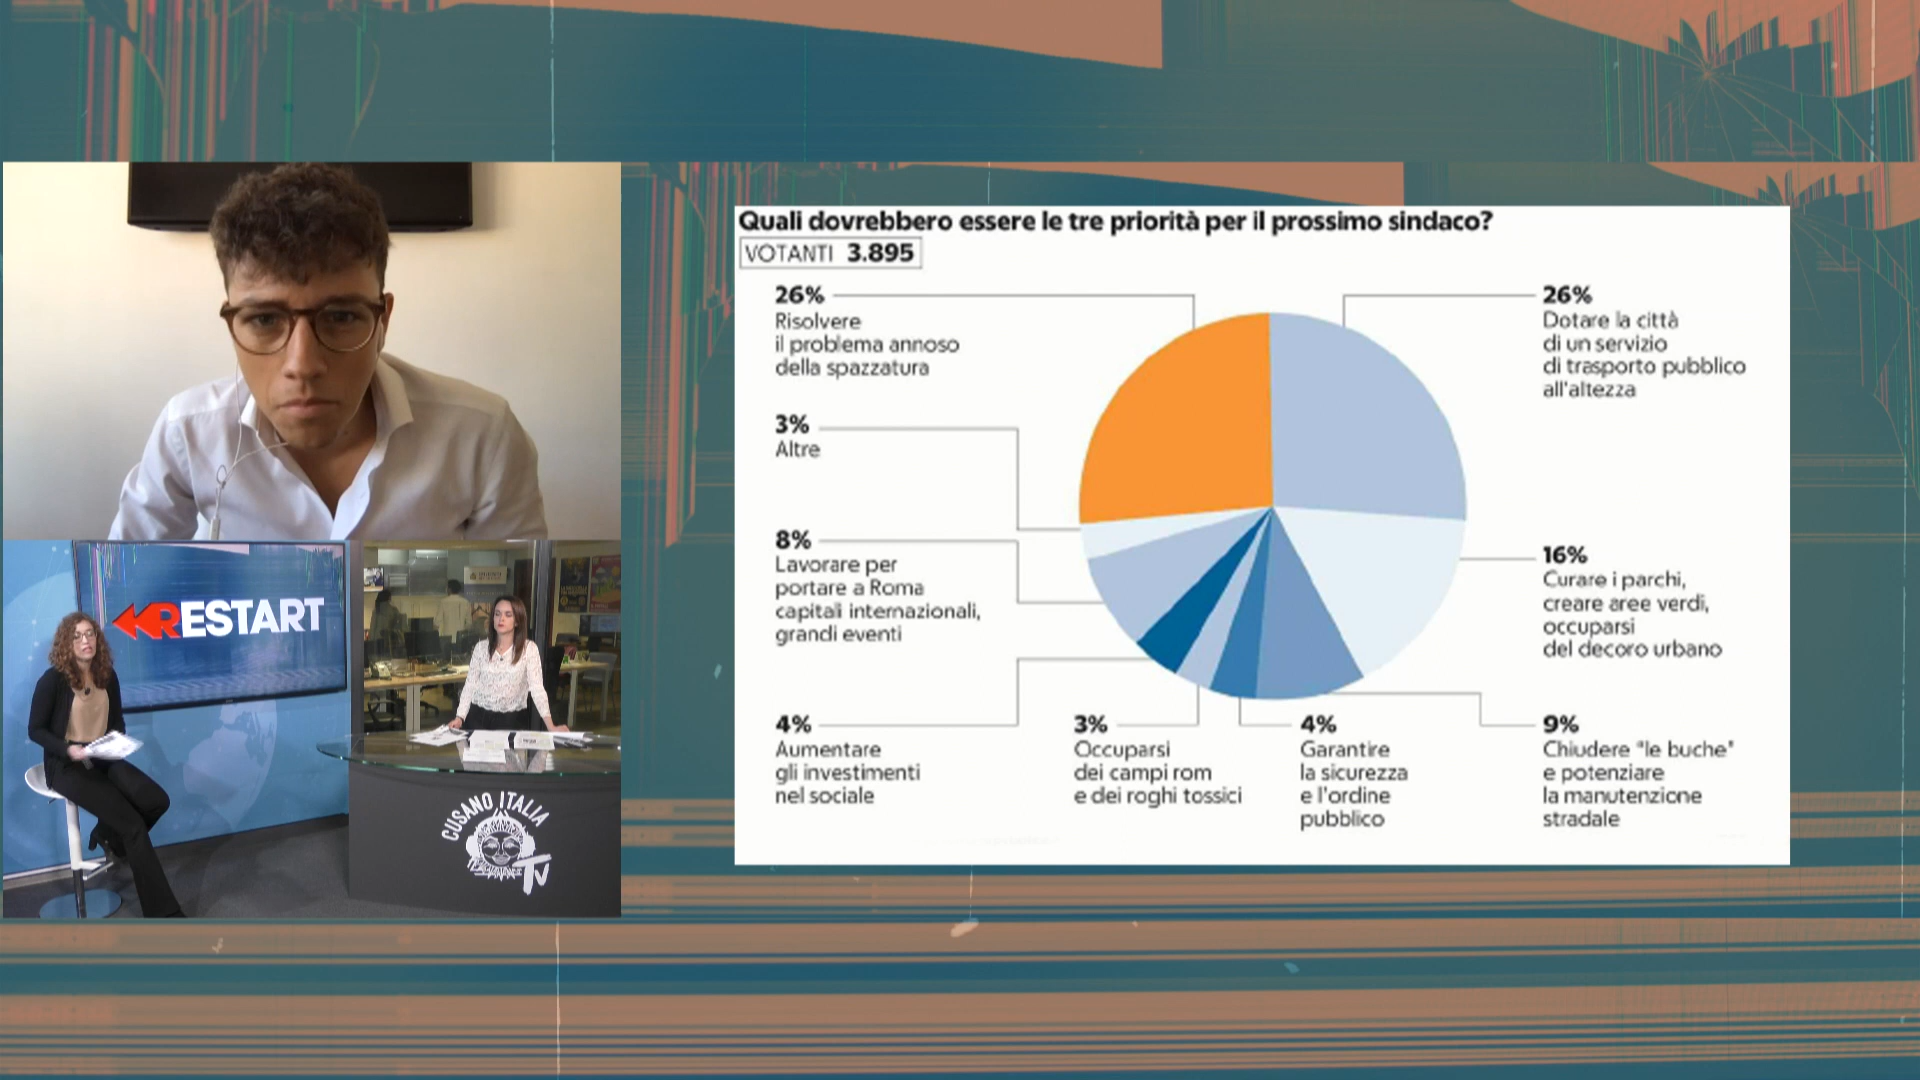 Quali dovrebbero essere le tre priorità per il prossimo sindaco?
VOTANTI 3.895
26%
Risolvere
il problema annoso
della spazzatura
26%
Dotare la città
di un servizio
di trasporto pubblico
all'altezza
3%
Altre
8%
Lavorare per
portare a Roma
capitali internazionali,
grandi eventi
16%
Curare i parchi,
creare aree verdi,
occuparsi
del decoro urbano
4%
Aumentare
gli investimenti
nel sociale
3%
Occuparsi
dei campi rom
e dei roghi tossici
4%
Garantire
la sicurezza
e l'ordine
pubblico
9%
Chiudere "le buche"
e potenziare
la manutenzione
stradale
RESTART
CUSANO ITALIA
TV